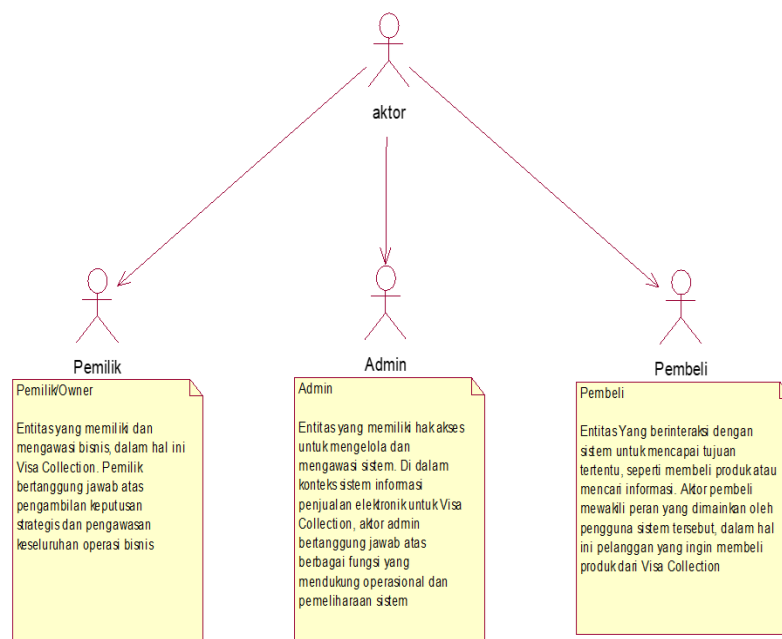 aktor
Pemilik
Pemilik/Owner
Entitas yang memiliki dan
mengawasi bisnis, dalam hal ini
Visa Collection. Pemilik
bertanggung jawab atas
pengambilan keputusan
strategis dan pengawasan
keseluruhan operasi bisnis
Admin
Admin
Entitas yang memiliki hak akses
untuk mengelola dan
mengawasi sistem. Di dalam
konteks sistem informasi
penjualan elektronik untuk Visa
Collection, aktor admin
bertanggung jawab atas
berbagai fungsi yang
mendukung operasional dan
pemeliharaan sistem
Pembeli
Pembeli
Entitas Yang berinteraksi dengan
sistem untuk mencapai tujuan
tertentu, seperti membeli produk atau
mencari informasi. Aktor pembeli
mewakili peran yang dimainkan oleh
pengguna sistem tersebut, dalam hal
ini pelanggan yang ingin membeli
produk dari Visa Collection